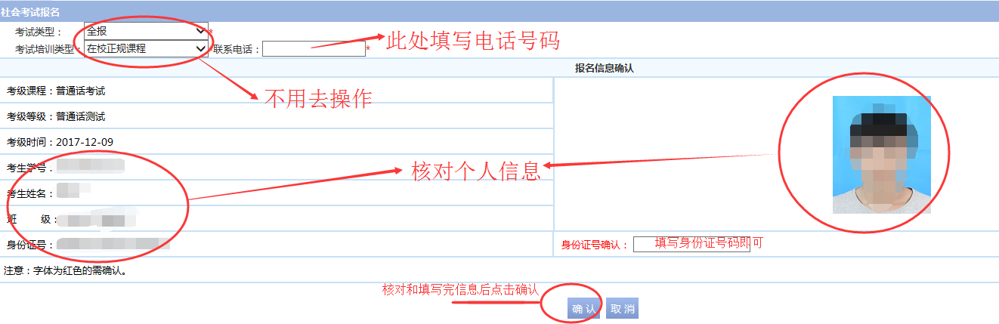 社会考试报名
考试类型： 全报 *
考试培训类型： 在校正规课程 联系电话： * 此处填写电话号码
报名信息确认
不用去操作
考级课程：普通话考试
考级等级：普通话测试
考级时间：2017-12-09
考生学号：
核对个人信息
考生姓名：
班 级：
身份证号：
身份证号确认： 填写身份证号码即可
注意：字体为红色的需确认。
核对和填写完信息后点击确认
确 认 取 消